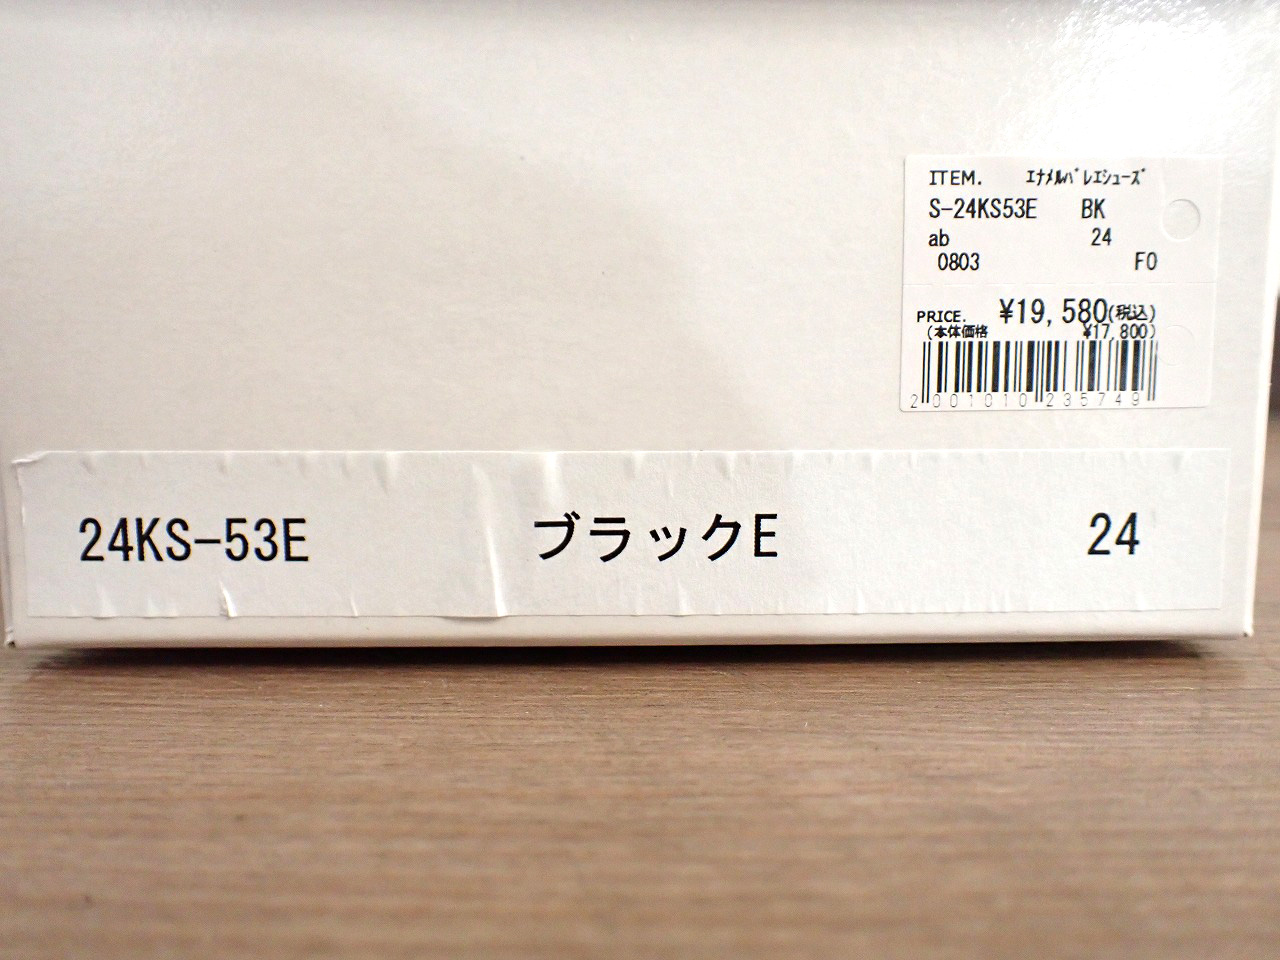 ITEM. ｴﾅﾒﾙﾊﾞﾚｴｼｭｰｽﾞ
S-24KS53E BK
ab 24
0803 F0
PRICE. ¥19,580(税込)
(本体価格 ¥17,800)
2001010235749
24KS-53E ブラックE 24